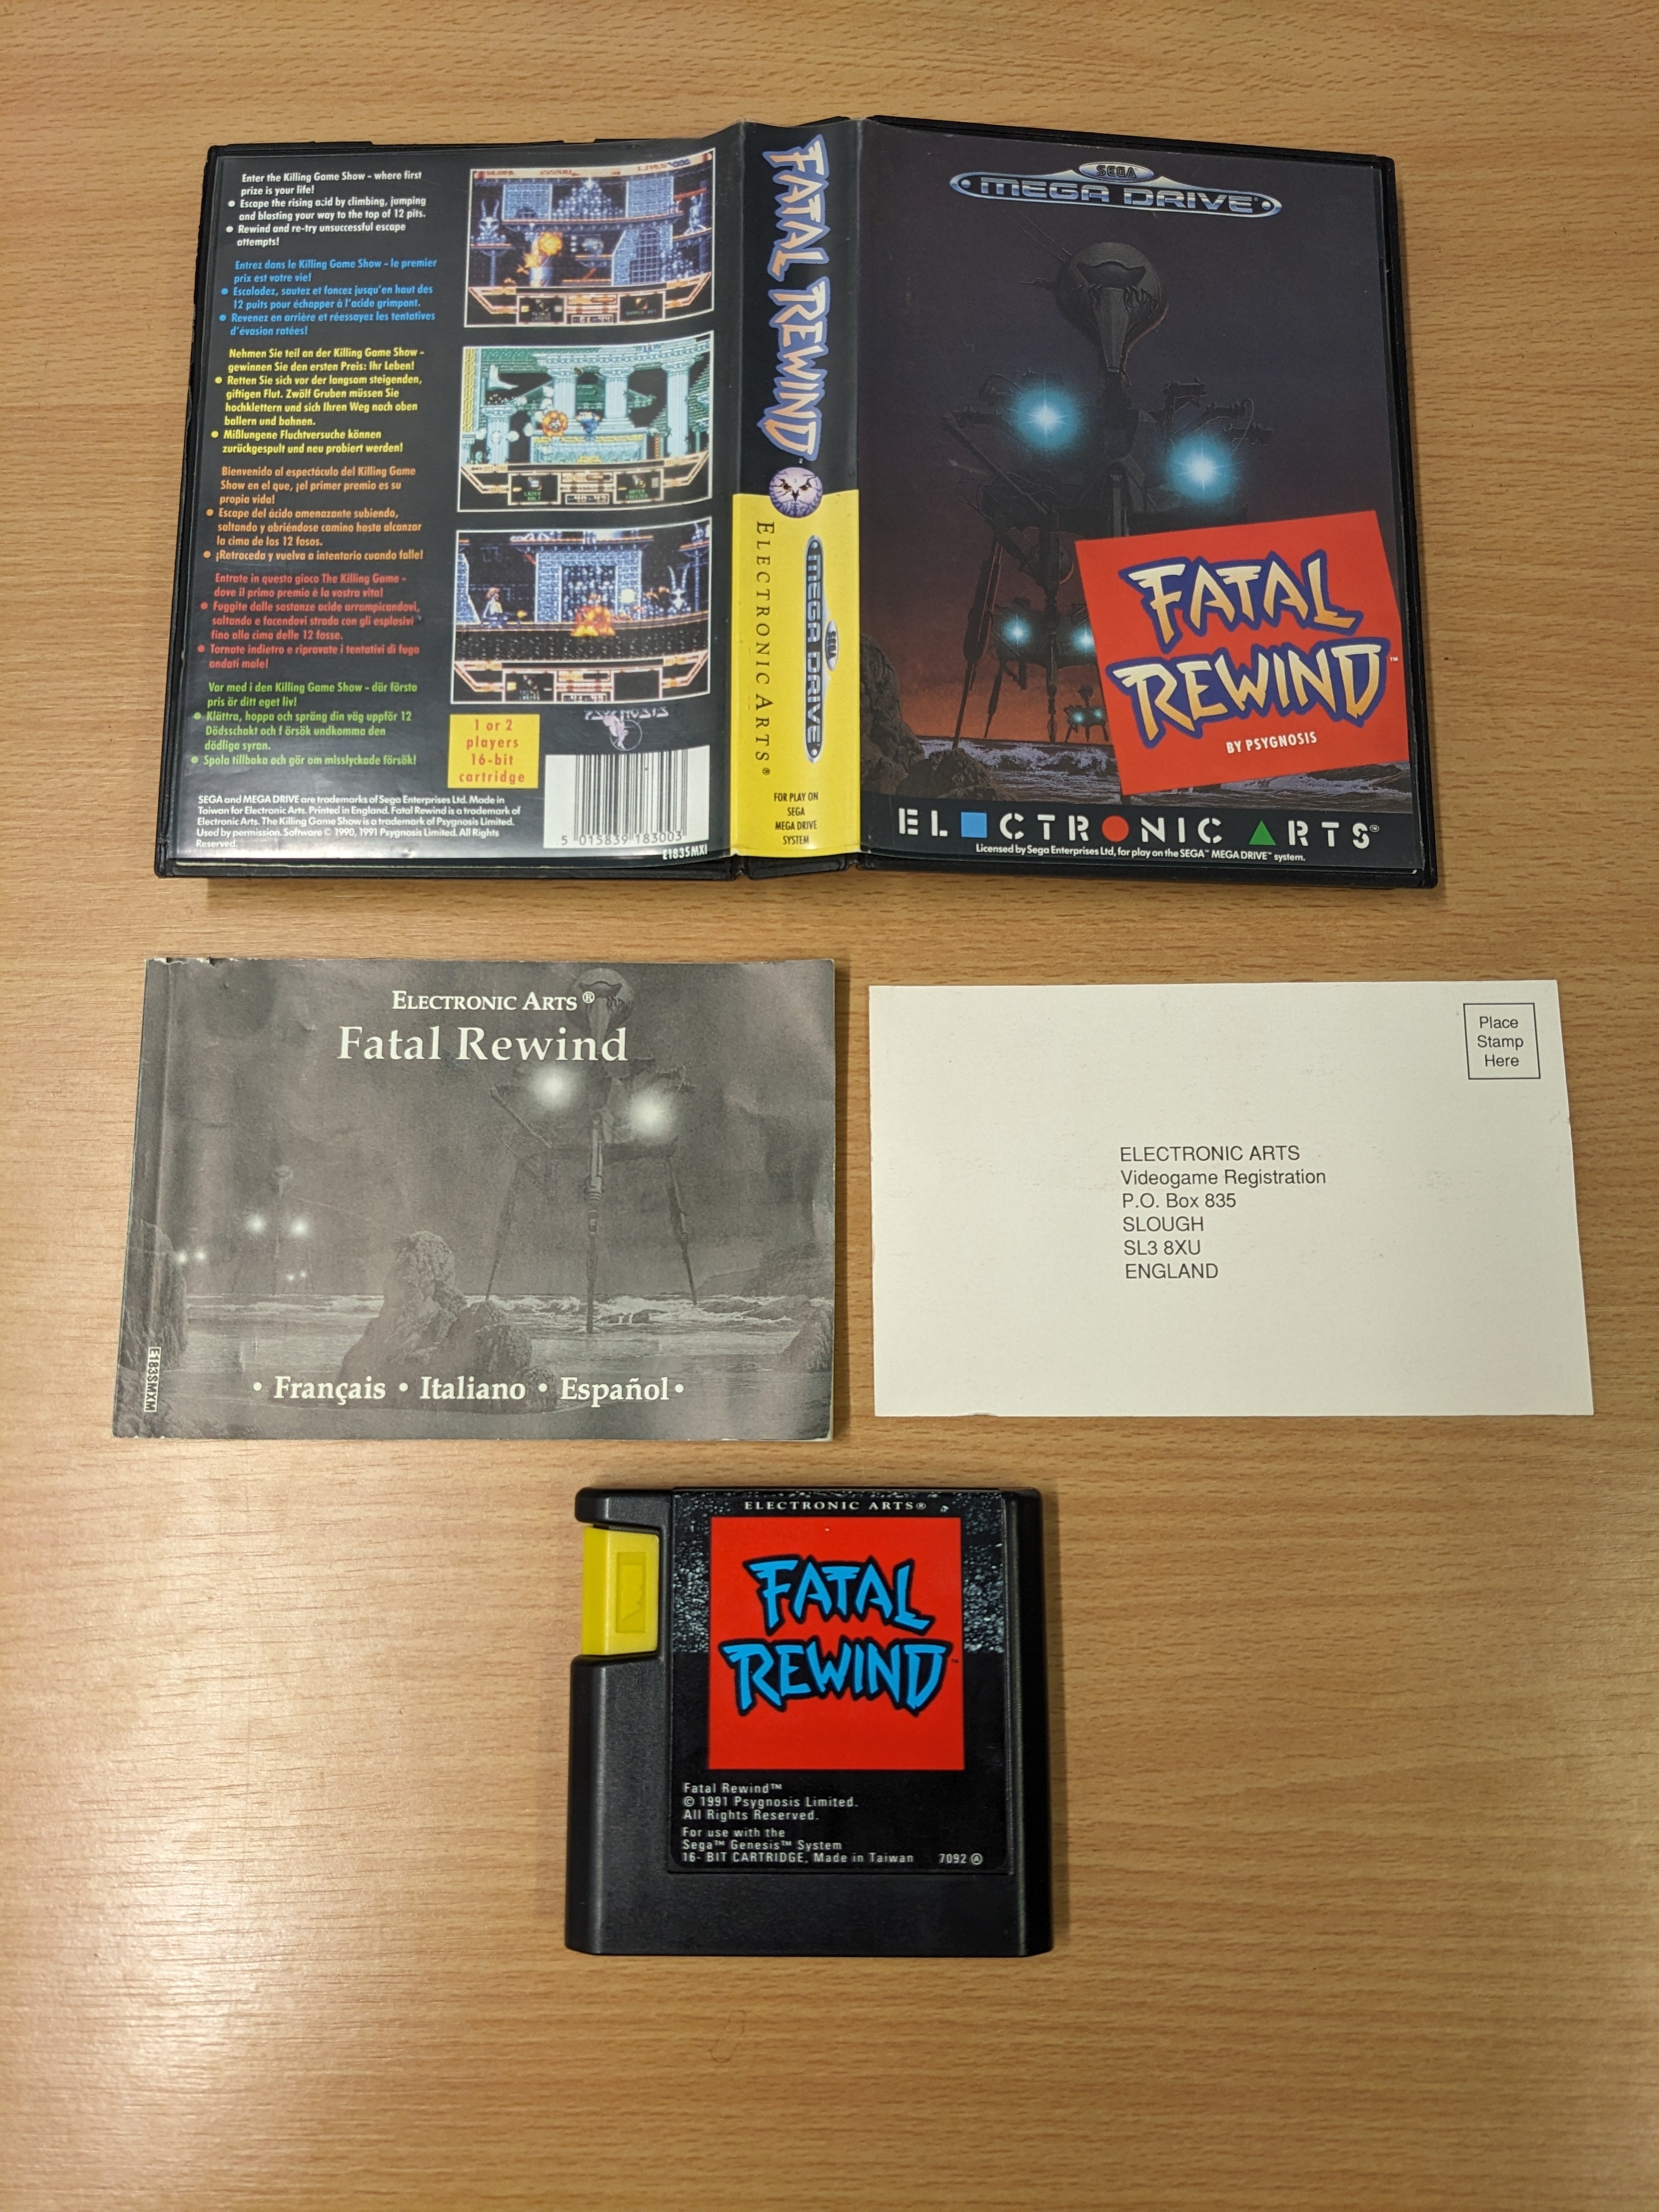 Enter the Killing Game Show – where first
prize is your life!
● Escape the rising acid by climbing, jumping
and blasting your way to the top of 12 pits.
● Rewind and re-try unsuccessful escape
attempts!
Entrez dans le Killing Game Show – le premier
prix est votre vie!
● Escaladez, sautez et foncez jusqu'en haut des
12 puits pour échapper à l'acide grimpant.
● Revenez en arrière et réessayez les tentatives
d'évasion ratées!
Nehmen Sie teil an der Killing Game Show –
gewinnen Sie den ersten Preis: Ihr Leben!
● Retten Sie sich vor der langsam steigenden,
giftigen Flut. Zwölf Gruben müssen Sie
hochklettern und sich Ihren Weg nach oben
ballern und bahnen.
● Mißlungene Fluchtversuche können
zurückgespult und neu probiert werden!
Bienvenido al espectáculo del Killing Game
Show en el que, ¡el primer premio es su
propia vida!
● Escape del ácido amenazante subiendo,
saltando y abriéndose camino hasta alcanzar
la cima de los 12 fosos.
● ¡Retroceda y vuelva a intentario cuando falle!
Entrate in questo gioco The Killing Game –
dove il primo premio è la vostra vita!
● Fuggite dalle sostanze acide arrampicandovi,
saltando e facendovi strada con gli esplosivi
fino alla cima delle 12 fosse.
● Tornate indietro e riprovate i tentativi di fuga
andati male!
Var med i den Killing Game Show – där första
pris är ditt eget liv!
● Klättra, hoppa och spräng din väg uppför 12
Dödsschakt och f örsök undkomma den
dödliga syran.
● Spola tillbaka och gör om misslyckade försök!
SEGA and MEGA DRIVE are trademarks of Sega Enterprises Ltd. Made in
Taiwan for Electronic Arts. Printed in England. Fatal Rewind is a trademark of
Electronic Arts. The Killing Game Show is a trademark of Psygnosis Limited.
Used by permission. Software © 1990, 1991 Psygnosis Limited. All Rights
Reserved.
PSYGNOSIS
1 or 2
players
16-bit
cartridge
5 015839 183003
E183SMXI
FATAL REWIND
ELECTRONIC ARTS®
SEGA
MEGA DRIVE
FOR PLAY ON
SEGA
MEGA DRIVE
SYSTEM
SEGA
MEGA DRIVE
FATAL
REWIND™
BY PSYGNOSIS
ELECTRONIC ARTS®
Licensed by Sega Enterprises Ltd, for play on the SEGA™ MEGA DRIVE™ system.
ELECTRONIC ARTS®
Fatal Rewind
• Français • Italiano • Español •
E183SMXM
Place
Stamp
Here
ELECTRONIC ARTS
Videogame Registration
P.O. Box 835
SLOUGH
SL3 8XU
ENGLAND
ELECTRONIC ARTS®
FATAL
REWIND™
Fatal Rewind™
© 1991 Psygnosis Limited.
All Rights Reserved.
For use with the
Sega™ Genesis™ System
16- BIT CARTRIDGE, Made in Taiwan 7092 Ⓐ